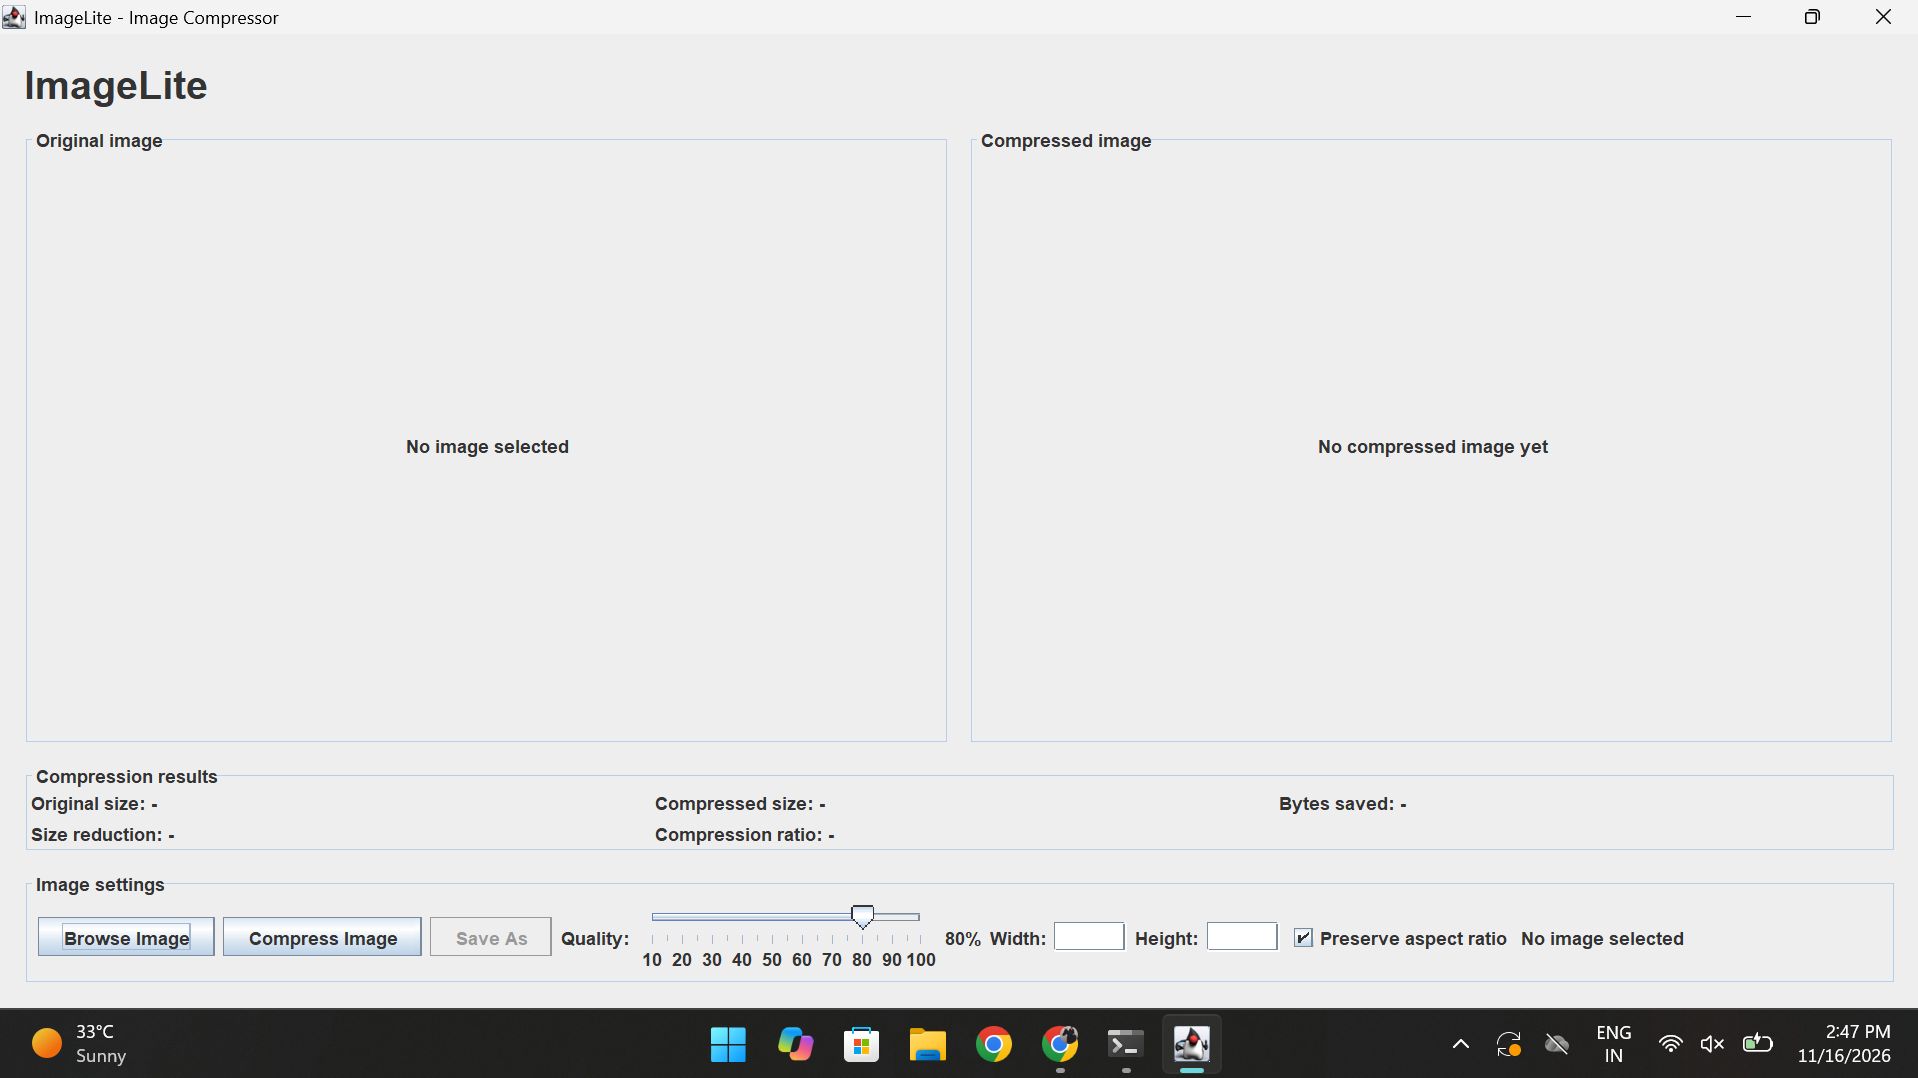 ImageLite - Image Compressor
ImageLite
Original image
Compressed image
No image selected
No compressed image yet
Compression results
Original size: -
Compressed size: -
Bytes saved: -
Size reduction: -
Compression ratio: -
Image settings
Browse Image
Compress Image
Save As
Quality:
10 20 30 40 50 60 70 80 90 100
80%
Width:
Height:
Preserve aspect ratio
No image selected
33°C
Sunny
ENG
IN
2:47 PM
11/16/2026